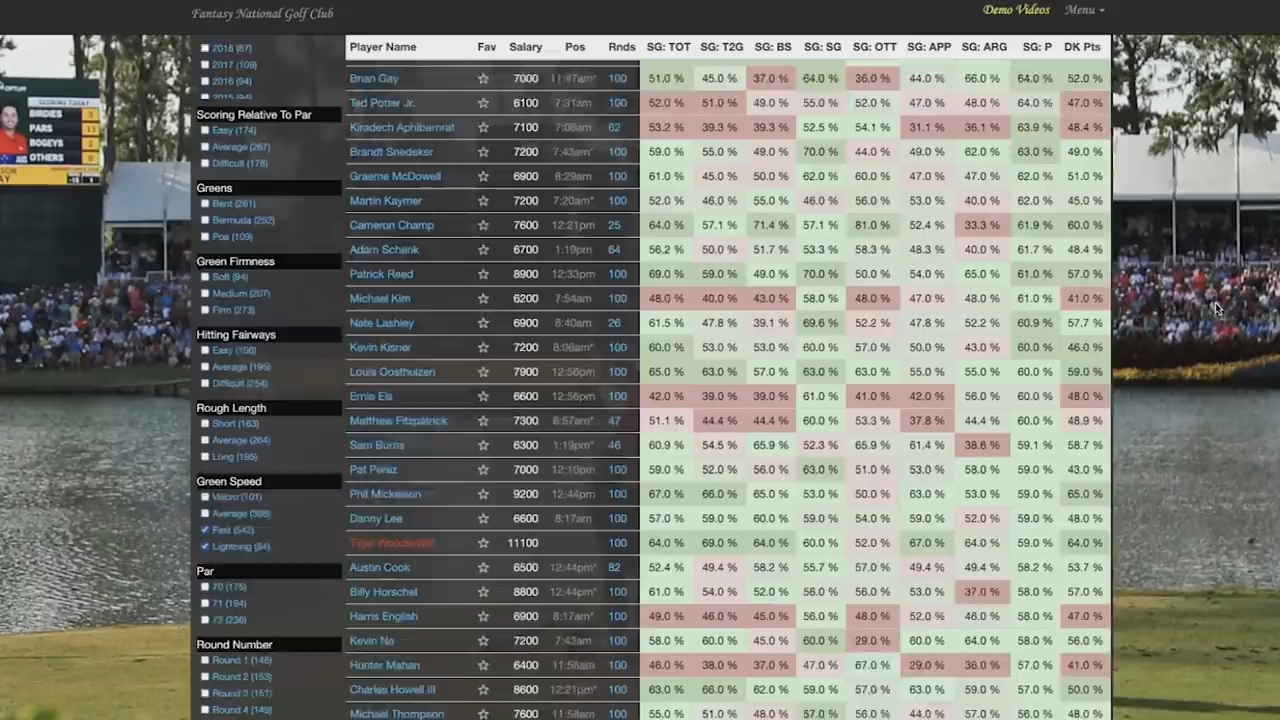 Fantasy National Golf Club
Demo Videos
Menu
Player Name Fav Salary Pos Rnds SG: TOT SG: T2G SG: BS SG: SG SG: OTT SG: APP SG: ARG SG: P DK Pts
2018 (87)
2017 (109)
2016 (94)
2015 (94)
Scoring Relative To Par
Easy (174)
Average (267)
Difficult (178)
Greens
Bent (261)
Bermuda (252)
Poa (109)
Green Firmness
Soft (94)
Medium (207)
Firm (273)
Hitting Fairways
Easy (156)
Average (195)
Difficult (254)
Rough Length
Short (163)
Average (264)
Long (195)
Green Speed
Average (398)
Fast (542)
Lightning (84)
Par
70 (175)
71 (194)
72 (236)
Round Number
Round 1 (148)
Round 2 (153)
Round 3 (151)
Round 4 (149)
Brian Gay 7000 100 51.0 % 45.0 % 37.0 % 64.0 % 36.0 % 44.0 % 66.0 % 64.0 % 52.0 %
Ted Potter Jr. 6100 7:31am 100 52.0 % 51.0 % 49.0 % 55.0 % 52.0 % 47.0 % 48.0 % 64.0 % 47.0 %
Kiradech Aphibarnrat 7100 7:08am 62 53.2 % 39.3 % 39.3 % 52.5 % 54.1 % 31.1 % 36.1 % 63.9 % 48.4 %
Brandt Snedeker 7200 7:43am* 100 59.0 % 55.0 % 49.0 % 70.0 % 44.0 % 49.0 % 62.0 % 63.0 % 49.0 %
Graeme McDowell 6900 8:29am 100 61.0 % 45.0 % 50.0 % 62.0 % 60.0 % 47.0 % 47.0 % 62.0 % 51.0 %
Martin Kaymer 7200 7:20am* 100 52.0 % 46.0 % 55.0 % 46.0 % 56.0 % 53.0 % 40.0 % 62.0 % 45.0 %
Cameron Champ 7600 12:21pm 25 64.0 % 57.1 % 71.4 % 57.1 % 81.0 % 52.4 % 33.3 % 61.9 % 60.0 %
Adam Schenk 6700 1:19pm 64 56.2 % 50.0 % 51.7 % 53.3 % 58.3 % 48.3 % 40.0 % 61.7 % 48.4 %
Patrick Reed 8900 12:33pm 100 69.0 % 59.0 % 49.0 % 70.0 % 50.0 % 54.0 % 65.0 % 61.0 % 57.0 %
Michael Kim 6200 7:54am 100 48.0 % 40.0 % 43.0 % 58.0 % 48.0 % 47.0 % 48.0 % 61.0 % 41.0 %
Nate Lashley 6900 8:40am 26 61.5 % 47.8 % 39.1 % 69.6 % 52.2 % 47.8 % 52.2 % 60.9 % 57.7 %
Kevin Kisner 7200 8:06am* 100 60.0 % 53.0 % 53.0 % 60.0 % 57.0 % 50.0 % 43.0 % 60.0 % 46.0 %
Louis Oosthuizen 7900 12:56pm 100 65.0 % 63.0 % 57.0 % 63.0 % 63.0 % 55.0 % 55.0 % 60.0 % 59.0 %
Ernie Els 6600 12:56pm 100 42.0 % 39.0 % 39.0 % 61.0 % 41.0 % 42.0 % 56.0 % 60.0 % 48.0 %
Matthew Fitzpatrick 7300 6:57am* 47 51.1 % 44.4 % 44.4 % 60.0 % 53.3 % 37.8 % 44.4 % 60.0 % 48.9 %
Sam Burns 6300 1:19pm* 46 60.9 % 54.5 % 65.9 % 52.3 % 65.9 % 61.4 % 38.6 % 59.1 % 58.7 %
Pat Perez 7000 12:10pm 100 59.0 % 52.0 % 56.0 % 63.0 % 51.0 % 53.0 % 58.0 % 59.0 % 43.0 %
Phil Mickelson 9200 12:44pm 100 67.0 % 66.0 % 65.0 % 53.0 % 50.0 % 63.0 % 53.0 % 59.0 % 65.0 %
Danny Lee 6600 8:17am 100 57.0 % 59.0 % 60.0 % 59.0 % 54.0 % 59.0 % 52.0 % 59.0 % 48.0 %
Tiger Woods 11100 100 64.0 % 69.0 % 64.0 % 60.0 % 52.0 % 67.0 % 64.0 % 59.0 % 64.0 %
Austin Cook 6500 12:44pm* 82 52.4 % 49.4 % 58.2 % 55.7 % 57.0 % 49.4 % 49.4 % 58.2 % 53.7 %
Billy Horschel 8800 12:44pm* 100 61.0 % 54.0 % 52.0 % 56.0 % 56.0 % 53.0 % 37.0 % 58.0 % 57.0 %
Harris English 6900 8:17am* 100 49.0 % 46.0 % 45.0 % 56.0 % 48.0 % 52.0 % 46.0 % 58.0 % 47.0 %
Kevin Na 7200 7:43am 100 58.0 % 60.0 % 45.0 % 60.0 % 29.0 % 60.0 % 64.0 % 58.0 % 56.0 %
Hunter Mahan 6400 11:58am* 100 46.0 % 38.0 % 37.0 % 47.0 % 67.0 % 29.0 % 36.0 % 57.0 % 41.0 %
Charles Howell III 8600 12:21pm* 100 63.0 % 66.0 % 62.0 % 59.0 % 57.0 % 63.0 % 59.0 % 57.0 % 50.0 %
Michael Thompson 7600 11:58am 100 55.0 % 51.0 % 48.0 % 57.0 % 56.0 % 44.0 % 57.0 % 56.0 % 48.0 %
SCORING TODAY
BIRDIES 3
PARS 11
BOGEYS 2
OTHERS 0